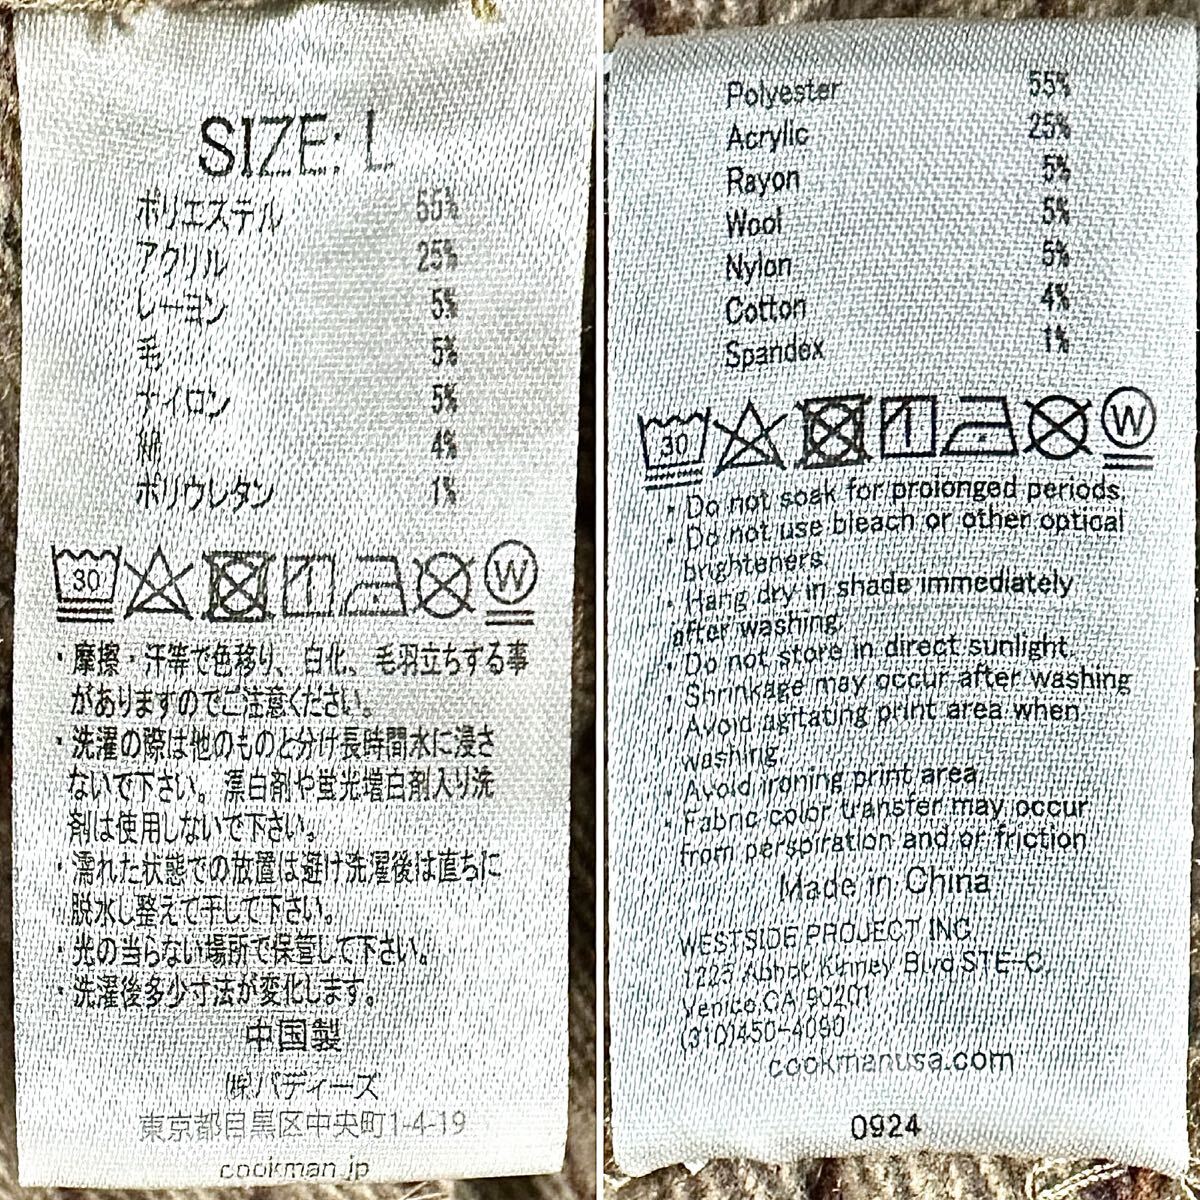 SIZE: L
ポリエステル 55%
アクリル 25%
レーヨン 5%
毛 5%
ナイロン 5%
綿 4%
ポリウレタン 1%
30 W
・摩擦・汗等で色移り、白化、毛羽立ちする事
がありますのでご注意ください。
・洗濯の際は他のものと分け長時間水に浸さ
ないで下さい。漂白剤や蛍光増白剤入り洗
剤は使用しないで下さい。
・濡れた状態での放置は避け洗濯後は直ちに
脱水し整えて干して下さい。
・光の当らない場所で保管して下さい。
・洗濯後多少寸法が変化します。
中国製
㈱バディーズ
東京都目黒区中央町1-4-19
cookman.jp
Polyester 55%
Acrylic 25%
Rayon 5%
Wool 5%
Nylon 5%
Cotton 4%
Spandex 1%
30 W
・Do not soak for prolonged periods.
・Do not use bleach or other optical
brighteners.
・Hang dry in shade immediately
after washing.
・Do not store in direct sunlight.
・Shrinkage may occur after washing
・Avoid agitating print area when
washing
・Avoid ironing print area.
・Fabric color transfer may occur
from perspiration and or friction
Made in China
WESTSIDE PROJECT INC.
1225 Abbot Kinney Blvd STE-C,
Venice,CA 90201
(310)450-4090
cookmanusa.com
0924